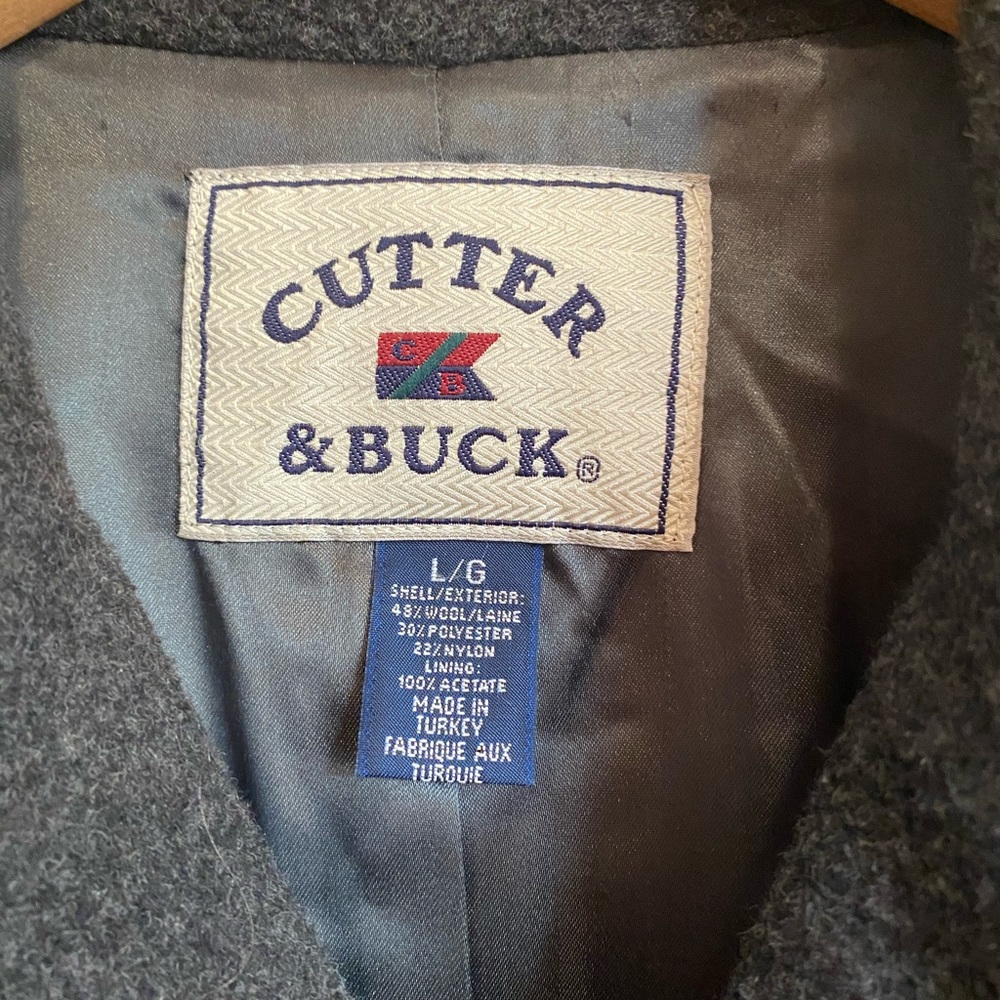 CUTTER
C
B
& BUCK®
L/G
SHELL/EXTERIOR:
48% WOOL/LAINE
30% POLYESTER
22% NYLON
LINING:
100% ACETATE
MADE IN
TURKEY
FABRIQUE AUX
TURQUIE